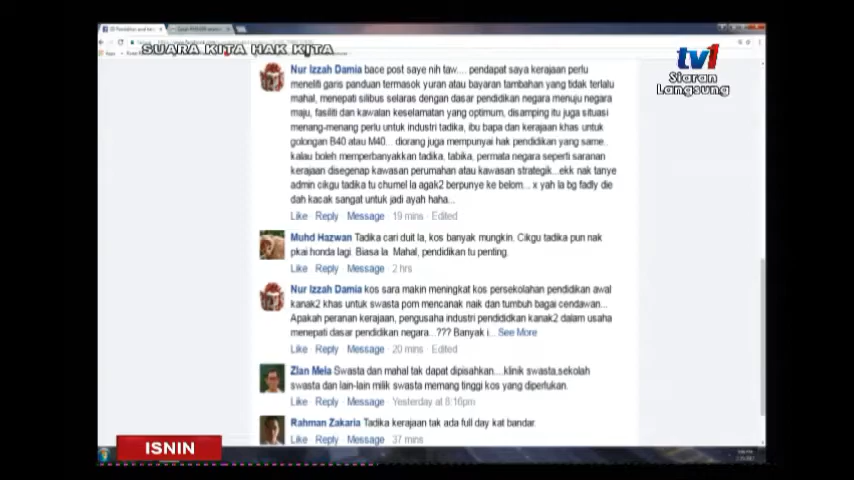 SUARA KITA HAK KITA
tv1
Siaran
Langsung
Nur Izzah Damia bace post saye nih taw.... pendapat saya kerajaan perlu
meneliti garis panduan termasok yuran atau bayaran tambahan yang tidak terlalu
mahal, menepati silibus selaras dengan dasar pendidikan negara menuju negara
maju, fasiliti dan kawalan keselamatan yang optimum, disamping itu juga situasi
menang-menang perlu untuk industri tadika, ibu bapa dan kerajaan khas untuk
golongan B40 atau M40... diorang juga mempunyai hak pendidikan yang same..
kalau boleh memperbanyakkan tadika, tabika, permata negara seperti saranan
kerajaan disegenap kawasan perumahan atau kawasan strategik...ekk nak tanye
admin cikgu tadika tu chumel la agak2 berpunye ke belom... x yah la bg fadly die
dah kacak sangat untuk jadi ayah haha...
Like Reply Message 19 mins · Edited
Muhd Hazwan Tadika cari duit la, kos banyak mungkin. Cikgu tadika pun nak
pkai honda lagi. Biasa la Mahal, pendidikan tu penting.
Like Reply Message 2 hrs
Nur Izzah Damia kos sara makin meningkat kos persekolahan pendidikan awal
kanak2 khas untuk swasta pom mencanak naik dan tumbuh bagai cendawan...
Apakah peranan kerajaan, pengusaha industri pendididkan kanak2 dalam usaha
menepati dasar pendidikan negara...??? Banyak i... See More
Like Reply Message 20 mins · Edited
Zlan Mela Swasta dan mahal tak dapat dipisahkan....klinik swasta,sekolah
swasta dan lain-lain milik swasta memang tinggi kos yang diperlukan.
Like Reply Message Yesterday at 8:16pm
Rahman Zakaria Tadika kerajaan tak ada full day kat bandar.
Like Reply Message 37 mins
ISNIN